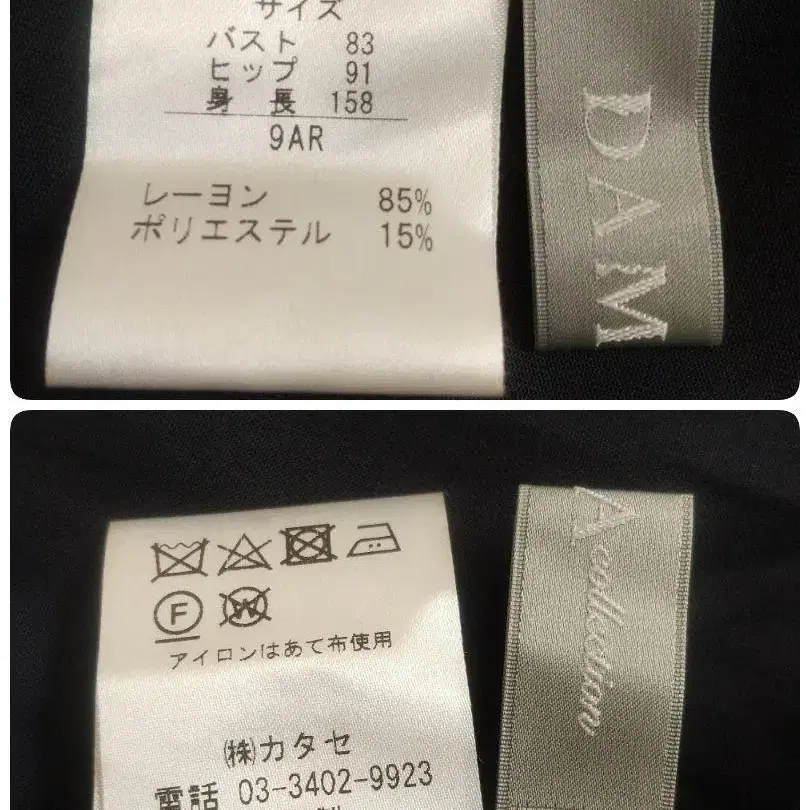 サイズ
バスト 83
ヒップ 91
身 長 158
9AR
レーヨン 85%
ポリエステル 15%
DAM
F
W
アイロンはあて布使用
㈱カタセ
電話 03-3402-9923
A collection